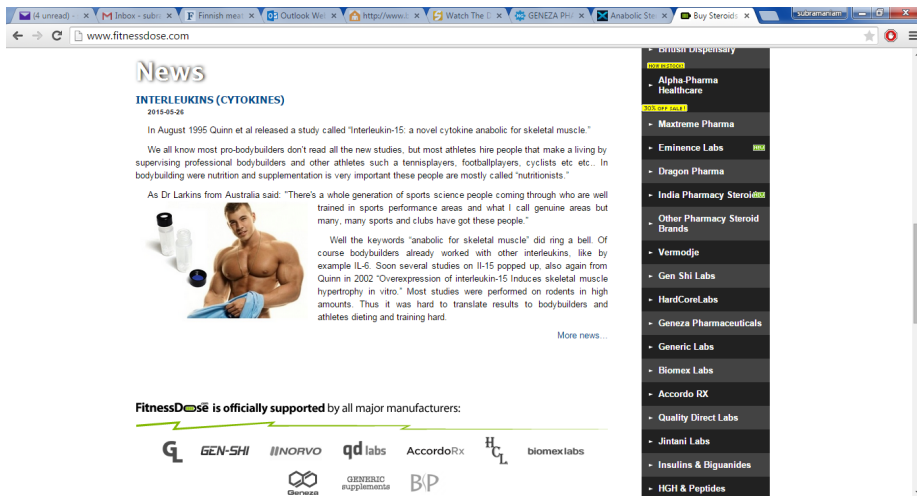 (4 unread) -
M Inbox - subra
F Finnish meat
Outlook Web
http://www.b
Watch The D
GENEZA PHA
Anabolic Ste
Buy Steroids
subramaniam
www.fitnessdose.com
News
INTERLEUKINS (CYTOKINES)
2015-05-26
In August 1995 Quinn et al released a study called “Interleukin-15: a novel cytokine anabolic for skeletal muscle.”
We all know most pro-bodybuilders don't read all the new studies, but most athletes hire people that make a living by
supervising professional bodybuilders and other athletes such a tennisplayers, footballplayers, cyclists etc etc.. In
bodybuilding were nutrition and supplementation is very important these people are mostly called “nutritionists.”
As Dr Larkins from Australia said: “There's a whole generation of sports science people coming through who are well
trained in sports performance areas and what I call genuine areas but
many, many sports and clubs have got these people.”
Well the keywords “anabolic for skeletal muscle” did ring a bell. Of
course bodybuilders already worked with other interleukins, like by
example IL-6. Soon several studies on Il-15 popped up, also again from
Quinn in 2002 “Overexpression of interleukin-15 Induces skeletal muscle
hypertrophy in vitro.” Most studies were performed on rodents in high
amounts. Thus it was hard to translate results to bodybuilders and
athletes dieting and training hard.
More news...
FitnessDose is officially supported by all major manufacturers:
GL
GEN-SHI
NORVO
qd labs
AccordoRx
HCL
biomexlabs
Geneza
GENERIC
supplements
B\P
British Dispensary
NOW IN STOCK!
Alpha-Pharma
Healthcare
30% OFF SALE!
Maxtreme Pharma
Eminence Labs
NEW
Dragon Pharma
India Pharmacy Steroids
Other Pharmacy Steroid
Brands
Vermodje
Gen Shi Labs
HardCoreLabs
Geneza Pharmaceuticals
Generic Labs
Biomex Labs
Accordo RX
Quality Direct Labs
Jintani Labs
Insulins & Biguanides
HGH & Peptides